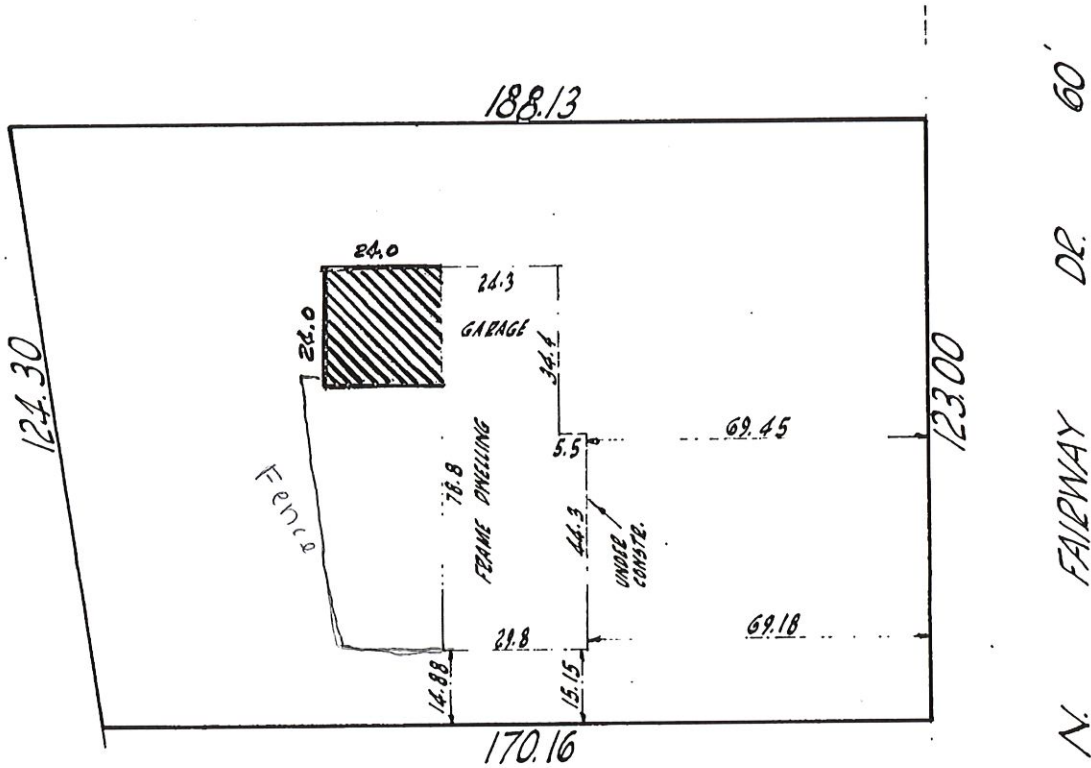 188.13
124.30
24.0
24.0
24.3
GARAGE
34.4
Fence
78.8
FRAME DWELLING
5.5
69.45
44.3
UNDER
CONSTR.
29.8
69.18
14.88
15.15
170.16
123.00
N. FAIRWAY DR. 60'